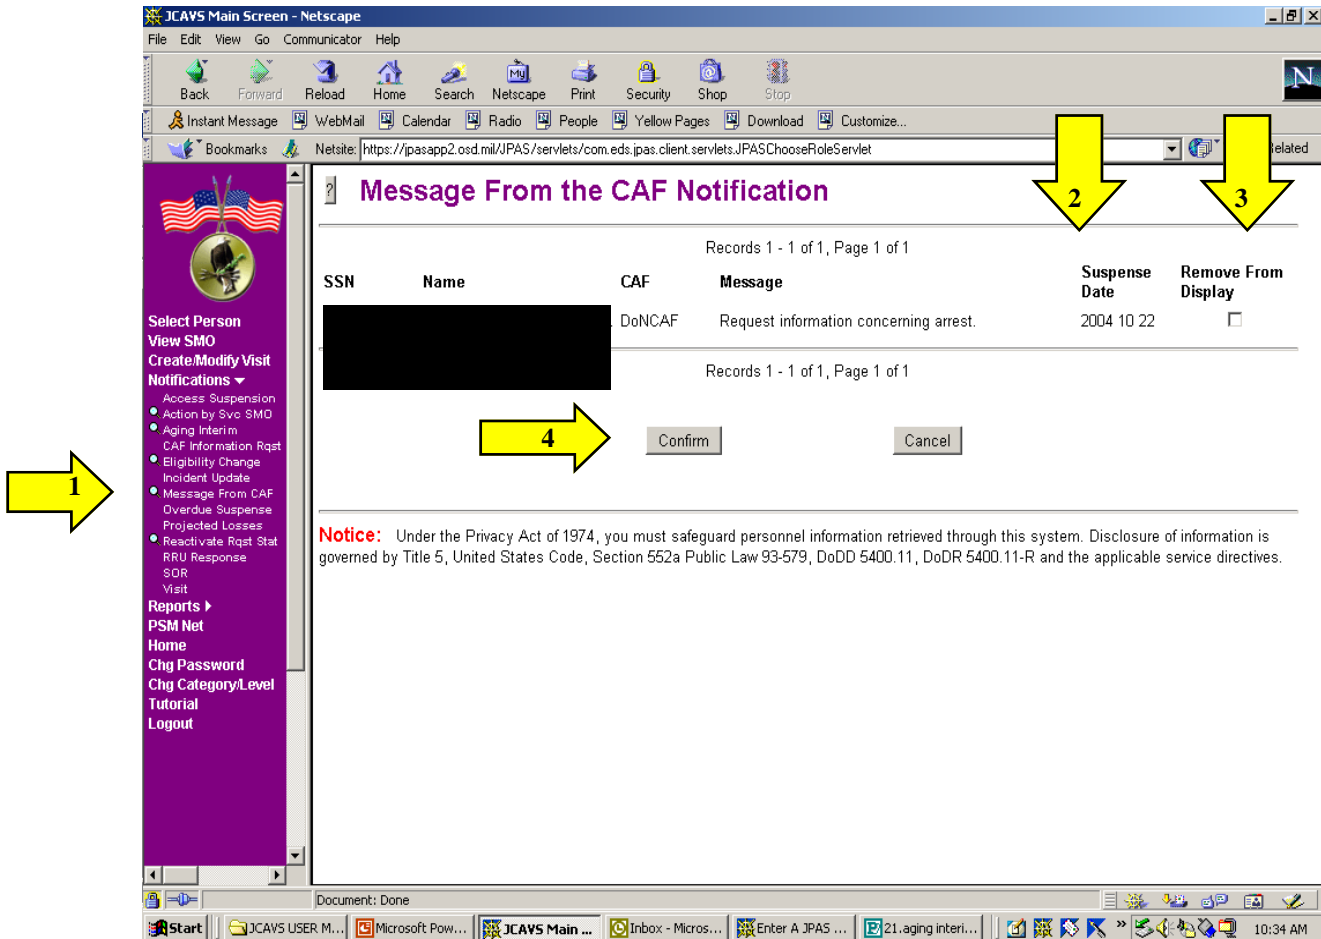 JCAVS Main Screen - Netscape
File Edit View Go Communicator Help
Back Forward Reload Home Search Netscape Print Security Shop Stop
Instant Message WebMail Calendar Radio People Yellow Pages Download Customize...
Bookmarks Netsite: https://jpasapp2.osd.mil/JPAS/servlets/com.eds.jpas.client.servlets.JPASChooseRoleServlet elated
? Message From the CAF Notification
2
3
Records 1 - 1 of 1, Page 1 of 1
SSN Name CAF Message Suspense Date Remove From Display
DoNCAF Request information concerning arrest. 2004 10 22
Records 1 - 1 of 1, Page 1 of 1
4
Confirm Cancel
Notice: Under the Privacy Act of 1974, you must safeguard personnel information retrieved through this system. Disclosure of information is
governed by Title 5, United States Code, Section 552a Public Law 93-579, DoDD 5400.11, DoDR 5400.11-R and the applicable service directives.
Select Person
View SMO
Create/Modify Visit
Notifications
Access Suspension
Action by Svc SMO
Aging Interim
CAF Information Rqst
Eligibility Change
Incident Update
1
Message From CAF
Overdue Suspense
Projected Losses
Reactivate Rqst Stat
RRU Response
SOR
Visit
Reports
PSM Net
Home
Chg Password
Chg Category/Level
Tutorial
Logout
Document: Done
Start JCAVS USER M... Microsoft Pow... JCAVS Main ... Inbox - Micros... Enter A JPAS ... 21.aging interi... » 10:34 AM